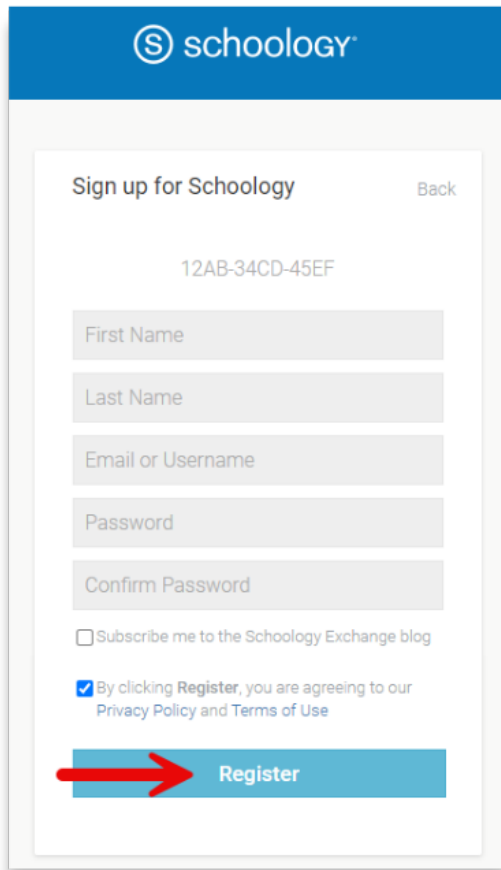 S schoology
Sign up for Schoology Back
12AB-34CD-45EF
First Name
Last Name
Email or Username
Password
Confirm Password
Subscribe me to the Schoology Exchange blog
By clicking Register, you are agreeing to our
Privacy Policy and Terms of Use
Register